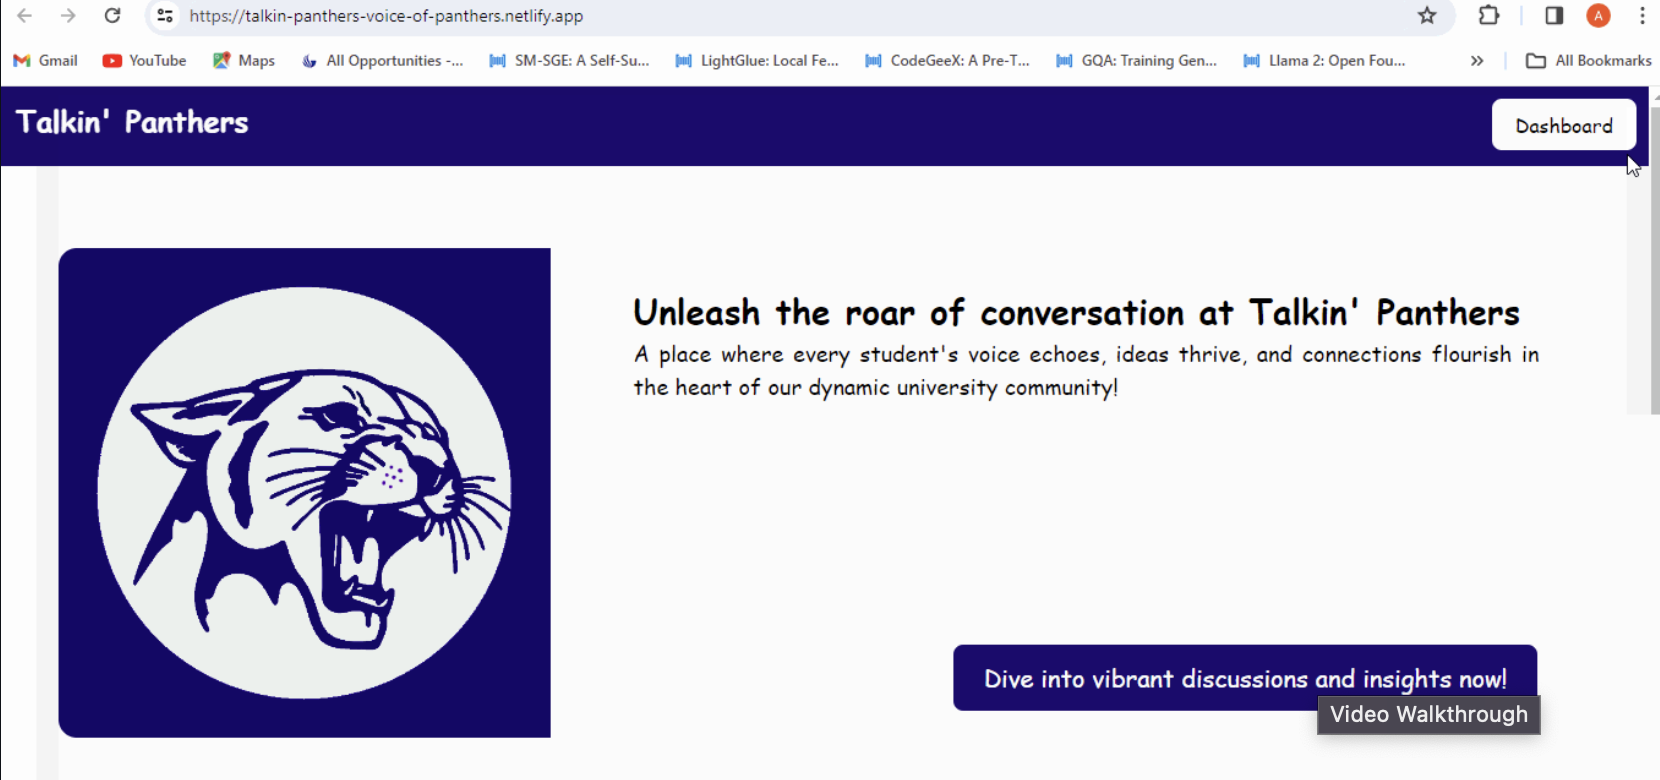 https://talkin-panthers-voice-of-panthers.netlify.app
A
Gmail YouTube Maps All Opportunities -... SM-SGE: A Self-Su... LightGlue: Local Fe... CodeGeeX: A Pre-T... GQA: Training Gen... Llama 2: Open Fou... » All Bookmarks
Talkin' Panthers
Dashboard
Unleash the roar of conversation at Talkin' Panthers
A place where every student's voice echoes, ideas thrive, and connections flourish in
the heart of our dynamic university community!
Dive into vibrant discussions and insights now!
Video Walkthrough